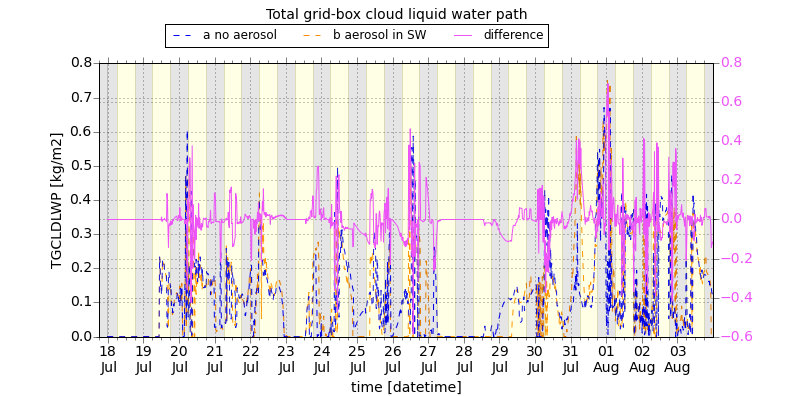 Total grid-box cloud liquid water path
a no aerosol b aerosol in SW difference
TGCLDLWP [kg/m2]
0.8
0.7
0.6
0.5
0.4
0.3
0.2
0.1
0.0
0.8
0.6
0.4
0.2
0.0
−0.2
−0.4
−0.6
18 19 20 21 22 23 24 25 26 27 28 29 30 31 01 02 03
Jul Jul Jul Jul Jul Jul Jul Jul Jul Jul Jul Jul Jul Jul Aug Aug Aug
time [datetime]